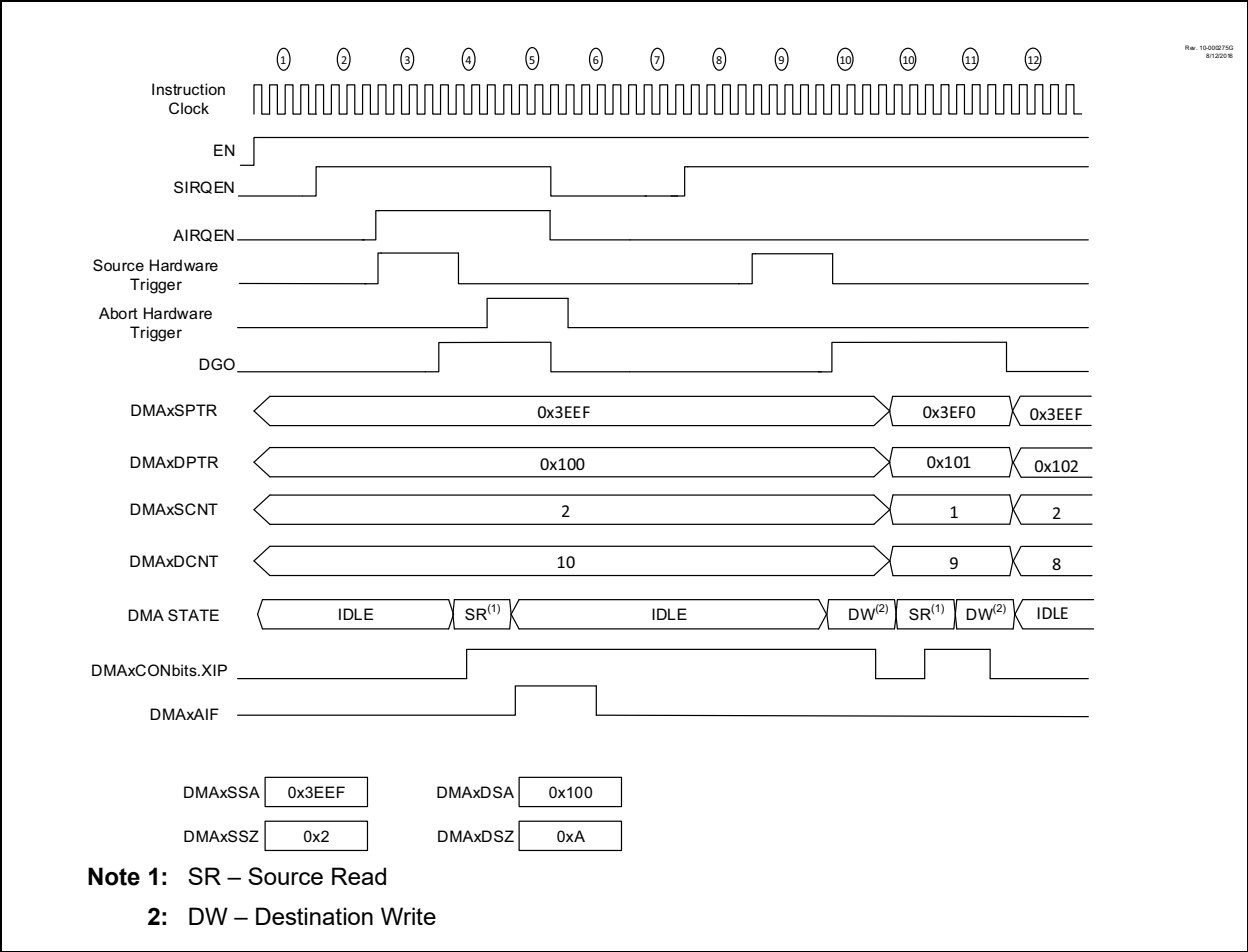 Rev. 10-000275G
8/12/2016
1 2 3 4 5 6 7 8 9 10 10 11 12
Instruction
Clock
EN
SIRQEN
AIRQEN
Source Hardware
Trigger
Abort Hardware
Trigger
DGO
DMAxSPTR 0x3EEF 0x3EF0 0x3EEF
DMAxDPTR 0x100 0x101 0x102
DMAxSCNT 2 1 2
DMAxDCNT 10 9 8
DMA STATE IDLE SR(1) IDLE DW(2) SR(1) DW(2) IDLE
DMAxCONbits.XIP
DMAxAIF
DMAxSSA 0x3EEF DMAxDSA 0x100
DMAxSSZ 0x2 DMAxDSZ 0xA
Note 1: SR – Source Read
2: DW – Destination Write